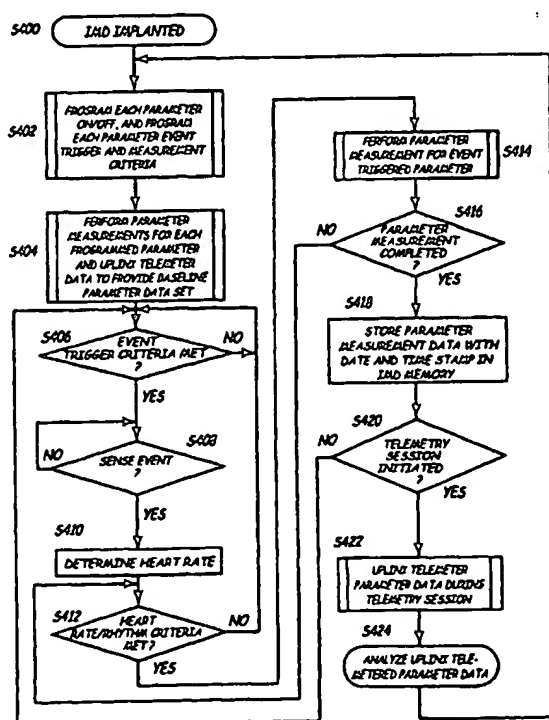 S400
IMD IMPLANTED
S402
PROGRAM EACH PARAMETER
ON/OFF, AND PROGRAM
EACH PARAMETER EVENT
TRIGGER AND MEASUREMENT
CRITERIA
S404
PERFORM PARAMETER
MEASUREMENTS FOR EACH
PROGRAMMED PARAMETER
AND UPLINK TELEMETER
DATA TO PROVIDE BASELINE
PARAMETER DATA SET
S406
EVENT
TRIGGER CRITERIA MET
?
NO
YES
S408
NO
SENSE EVENT
?
YES
S410
DETERMINE HEART RATE
S412
HEART
RATE/RHYTHM CRITERIA
MET?
NO
YES
S414
PERFORM PARAMETER
MEASUREMENT FOR EVENT
TRIGGERED PARAMETER
S416
NO
PARAMETER
MEASUREMENT
COMPLETED
?
YES
S418
STORE PARAMETER
MEASUREMENT DATA WITH
DATE AND TIME STAMP IN
IMD MEMORY
S420
NO
TELEMETRY
SESSION
INITIATED
?
YES
S422
UPLINK TELEMETER
PARAMETER DATA DURING
TELEMETRY SESSION
S424
ANALYZE UPLINK TELE-
METERED PARAMETER DATA